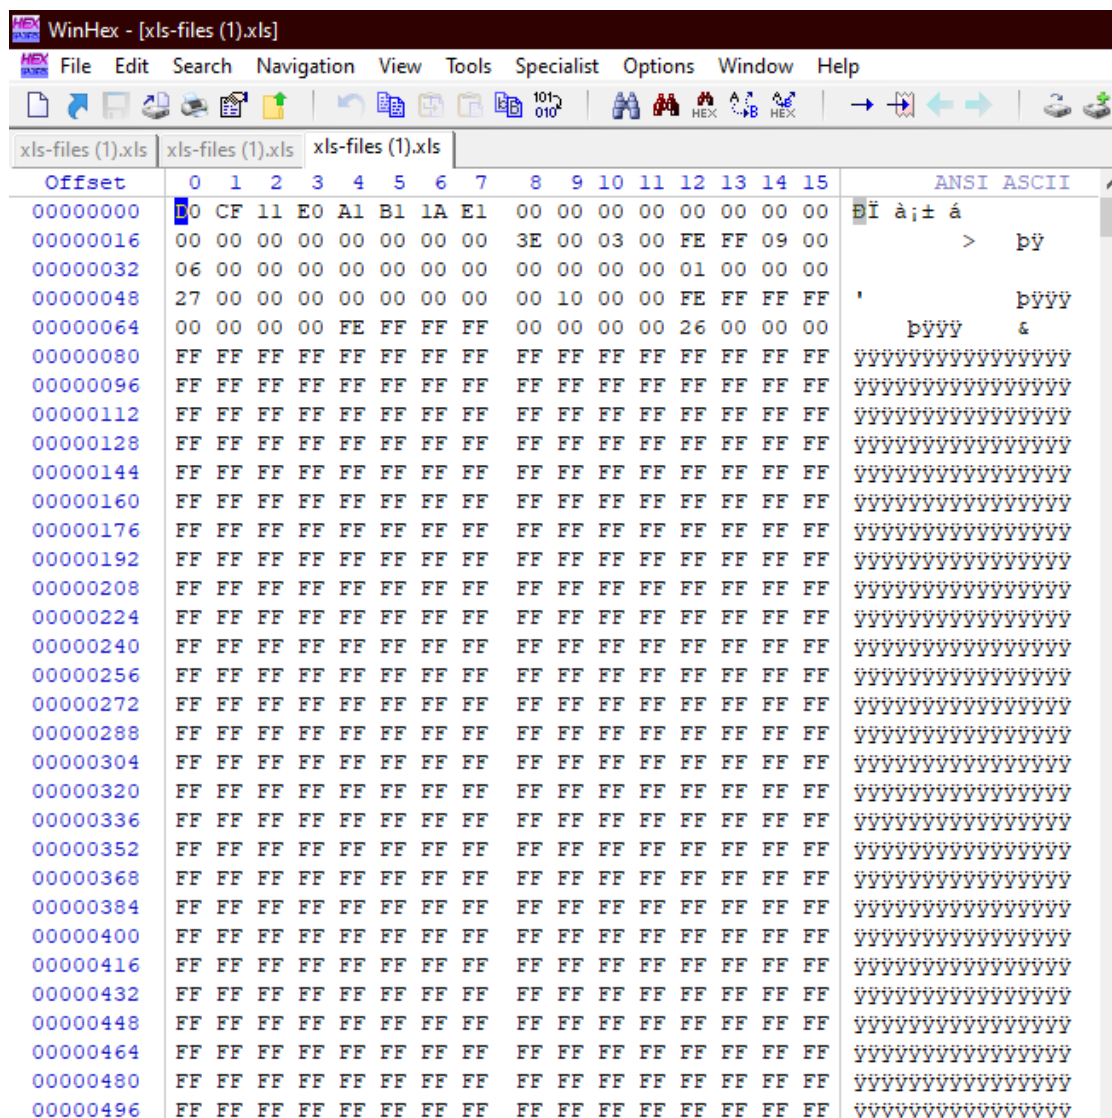 WinHex - [xls-files (1).xls]
File Edit Search Navigation View Tools Specialist Options Window Help
xls-files (1).xls xls-files (1).xls xls-files (1).xls
Offset 0 1 2 3 4 5 6 7 8 9 10 11 12 13 14 15 ANSI ASCII
00000000 D0 CF 11 E0 A1 B1 1A E1 00 00 00 00 00 00 00 00 ÐÏ à¡± á
00000016 00 00 00 00 00 00 00 00 3E 00 03 00 FE FF 09 00 > þÿ
00000032 06 00 00 00 00 00 00 00 00 00 00 00 01 00 00 00
00000048 27 00 00 00 00 00 00 00 00 10 00 00 FE FF FF FF ' þÿÿÿ
00000064 00 00 00 00 FE FF FF FF 00 00 00 00 26 00 00 00 þÿÿÿ &
00000080 FF FF FF FF FF FF FF FF FF FF FF FF FF FF FF FF ÿÿÿÿÿÿÿÿÿÿÿÿÿÿÿÿ
00000096 FF FF FF FF FF FF FF FF FF FF FF FF FF FF FF FF ÿÿÿÿÿÿÿÿÿÿÿÿÿÿÿÿ
00000112 FF FF FF FF FF FF FF FF FF FF FF FF FF FF FF FF ÿÿÿÿÿÿÿÿÿÿÿÿÿÿÿÿ
00000128 FF FF FF FF FF FF FF FF FF FF FF FF FF FF FF FF ÿÿÿÿÿÿÿÿÿÿÿÿÿÿÿÿ
00000144 FF FF FF FF FF FF FF FF FF FF FF FF FF FF FF FF ÿÿÿÿÿÿÿÿÿÿÿÿÿÿÿÿ
00000160 FF FF FF FF FF FF FF FF FF FF FF FF FF FF FF FF ÿÿÿÿÿÿÿÿÿÿÿÿÿÿÿÿ
00000176 FF FF FF FF FF FF FF FF FF FF FF FF FF FF FF FF ÿÿÿÿÿÿÿÿÿÿÿÿÿÿÿÿ
00000192 FF FF FF FF FF FF FF FF FF FF FF FF FF FF FF FF ÿÿÿÿÿÿÿÿÿÿÿÿÿÿÿÿ
00000208 FF FF FF FF FF FF FF FF FF FF FF FF FF FF FF FF ÿÿÿÿÿÿÿÿÿÿÿÿÿÿÿÿ
00000224 FF FF FF FF FF FF FF FF FF FF FF FF FF FF FF FF ÿÿÿÿÿÿÿÿÿÿÿÿÿÿÿÿ
00000240 FF FF FF FF FF FF FF FF FF FF FF FF FF FF FF FF ÿÿÿÿÿÿÿÿÿÿÿÿÿÿÿÿ
00000256 FF FF FF FF FF FF FF FF FF FF FF FF FF FF FF FF ÿÿÿÿÿÿÿÿÿÿÿÿÿÿÿÿ
00000272 FF FF FF FF FF FF FF FF FF FF FF FF FF FF FF FF ÿÿÿÿÿÿÿÿÿÿÿÿÿÿÿÿ
00000288 FF FF FF FF FF FF FF FF FF FF FF FF FF FF FF FF ÿÿÿÿÿÿÿÿÿÿÿÿÿÿÿÿ
00000304 FF FF FF FF FF FF FF FF FF FF FF FF FF FF FF FF ÿÿÿÿÿÿÿÿÿÿÿÿÿÿÿÿ
00000320 FF FF FF FF FF FF FF FF FF FF FF FF FF FF FF FF ÿÿÿÿÿÿÿÿÿÿÿÿÿÿÿÿ
00000336 FF FF FF FF FF FF FF FF FF FF FF FF FF FF FF FF ÿÿÿÿÿÿÿÿÿÿÿÿÿÿÿÿ
00000352 FF FF FF FF FF FF FF FF FF FF FF FF FF FF FF FF ÿÿÿÿÿÿÿÿÿÿÿÿÿÿÿÿ
00000368 FF FF FF FF FF FF FF FF FF FF FF FF FF FF FF FF ÿÿÿÿÿÿÿÿÿÿÿÿÿÿÿÿ
00000384 FF FF FF FF FF FF FF FF FF FF FF FF FF FF FF FF ÿÿÿÿÿÿÿÿÿÿÿÿÿÿÿÿ
00000400 FF FF FF FF FF FF FF FF FF FF FF FF FF FF FF FF ÿÿÿÿÿÿÿÿÿÿÿÿÿÿÿÿ
00000416 FF FF FF FF FF FF FF FF FF FF FF FF FF FF FF FF ÿÿÿÿÿÿÿÿÿÿÿÿÿÿÿÿ
00000432 FF FF FF FF FF FF FF FF FF FF FF FF FF FF FF FF ÿÿÿÿÿÿÿÿÿÿÿÿÿÿÿÿ
00000448 FF FF FF FF FF FF FF FF FF FF FF FF FF FF FF FF ÿÿÿÿÿÿÿÿÿÿÿÿÿÿÿÿ
00000464 FF FF FF FF FF FF FF FF FF FF FF FF FF FF FF FF ÿÿÿÿÿÿÿÿÿÿÿÿÿÿÿÿ
00000480 FF FF FF FF FF FF FF FF FF FF FF FF FF FF FF FF ÿÿÿÿÿÿÿÿÿÿÿÿÿÿÿÿ
00000496 FF FF FF FF FF FF FF FF FF FF FF FF FF FF FF FF ÿÿÿÿÿÿÿÿÿÿÿÿÿÿÿÿ